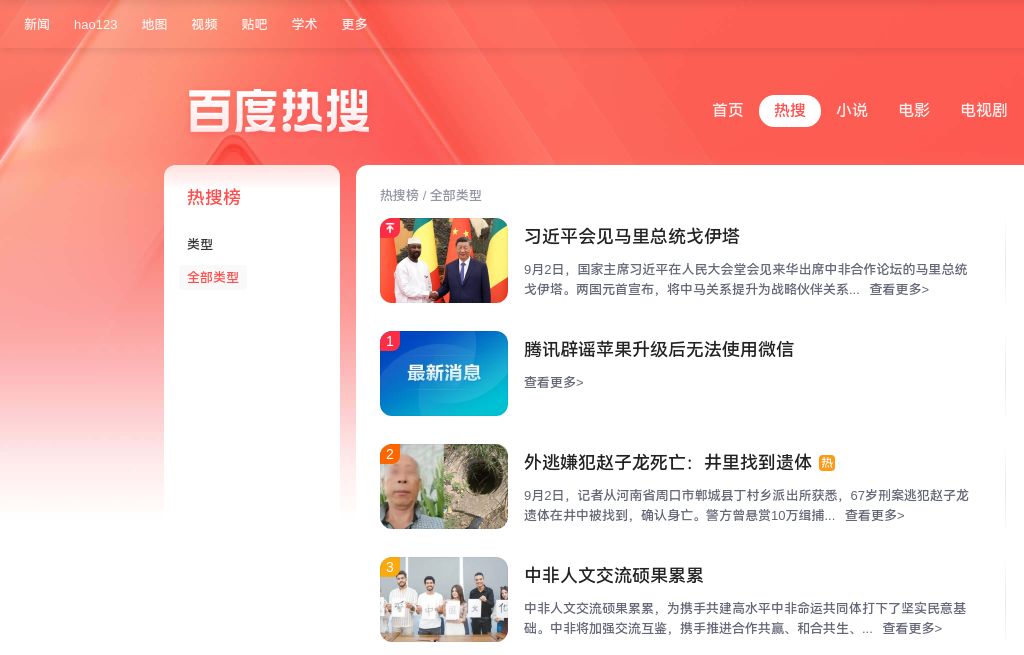 新闻 hao123 地图 视频 贴吧 学术 更多
百度热搜
首页 热搜 小说 电影 电视剧
热搜榜
类型
全部类型
热搜榜 / 全部类型
习近平会见马里总统戈伊塔
9月2日，国家主席习近平在人民大会堂会见来华出席中非合作论坛的马里总统
戈伊塔。两国元首宣布，将中马关系提升为战略伙伴关系... 查看更多>
1
最新消息
腾讯辟谣苹果升级后无法使用微信
查看更多>
2
外逃嫌犯赵子龙死亡：井里找到遗体 热
9月2日，记者从河南省周口市郸城县丁村乡派出所获悉，67岁刑案逃犯赵子龙
遗体在井中被找到，确认身亡。警方曾悬赏10万缉捕... 查看更多>
3
中非人文交流硕果累累
中非人文交流硕果累累，为携手共建高水平中非命运共同体打下了坚实民意基
础。中非将加强交流互鉴，携手推进合作共赢、和合共生、... 查看更多>